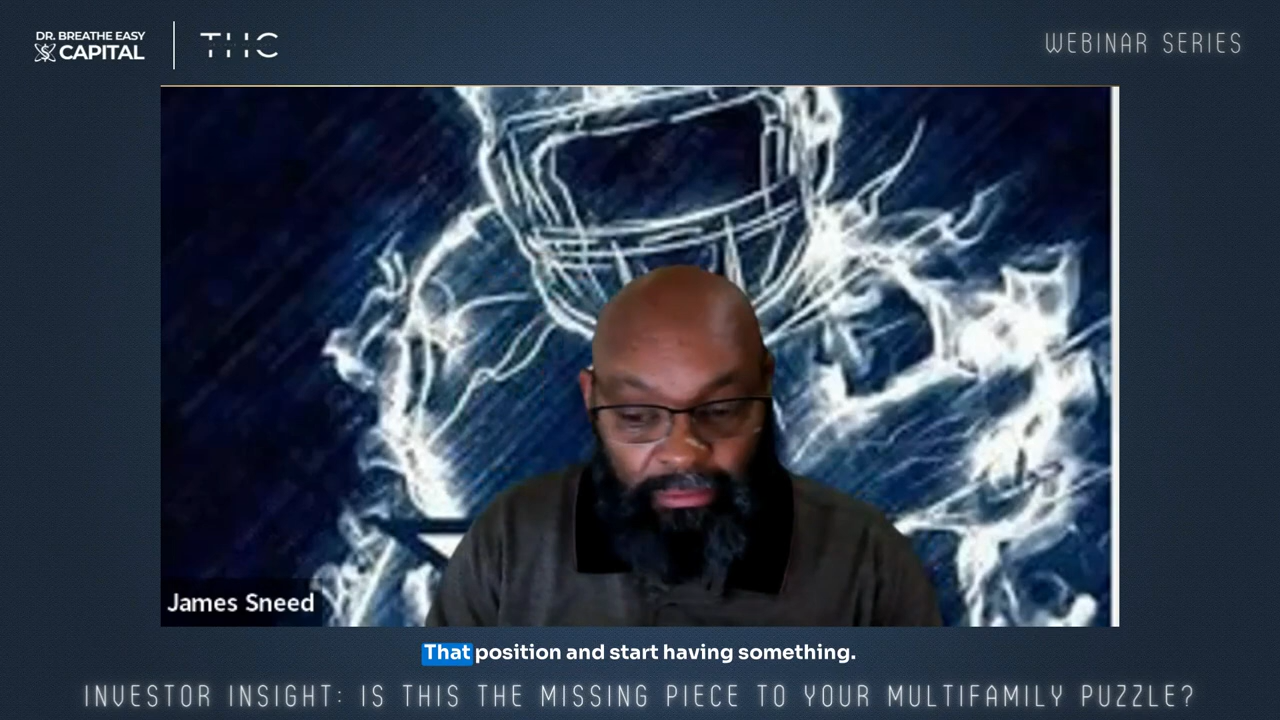 DR. BREATHE EASY
CAPITAL
THC
WEBINAR SERIES
James Sneed
That position and start having something.
INVESTOR INSIGHT: IS THIS THE MISSING PIECE TO YOUR MULTIFAMILY PUZZLE?